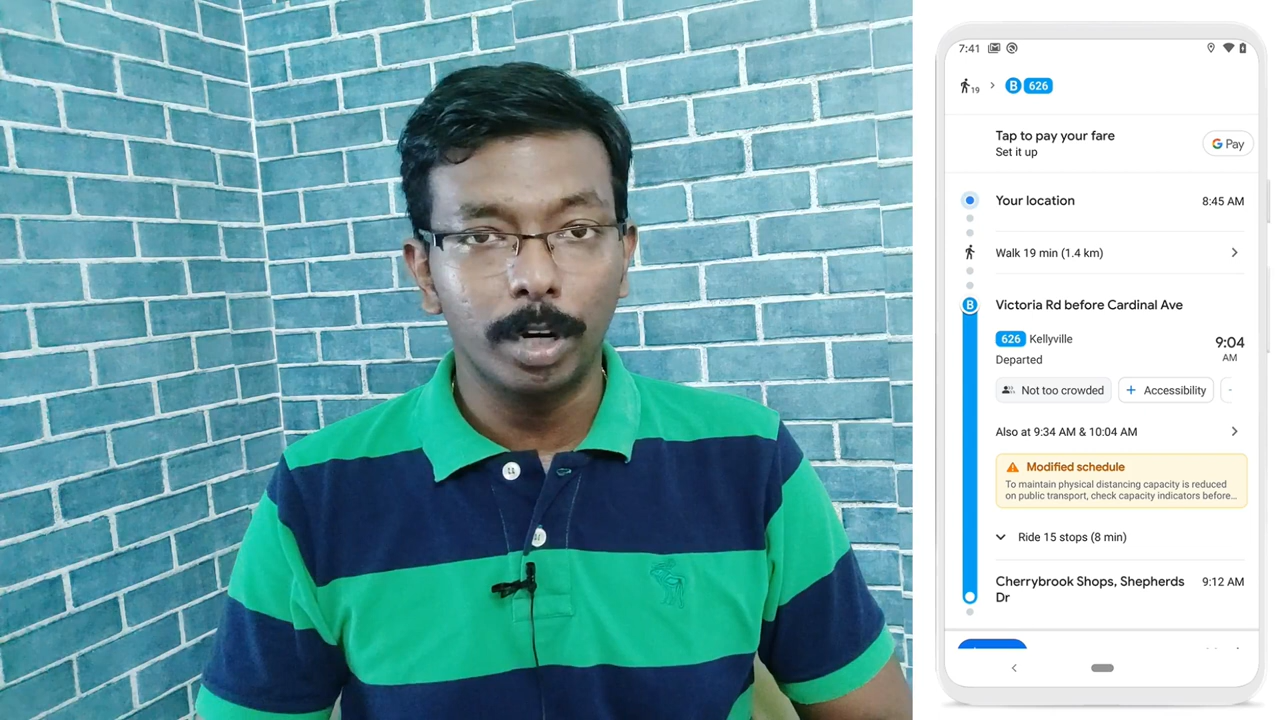 7:41
19 > B 626
Tap to pay your fare
Set it up
G Pay
Your location 8:45 AM
Walk 19 min (1.4 km)
B Victoria Rd before Cardinal Ave
626 Kellyville 9:04
Departed AM
Not too crowded + Accessibility
Also at 9:34 AM & 10:04 AM
Modified schedule
To maintain physical distancing capacity is reduced
on public transport, check capacity indicators before...
Ride 15 stops (8 min)
Cherrybrook Shops, Shepherds 9:12 AM
Dr